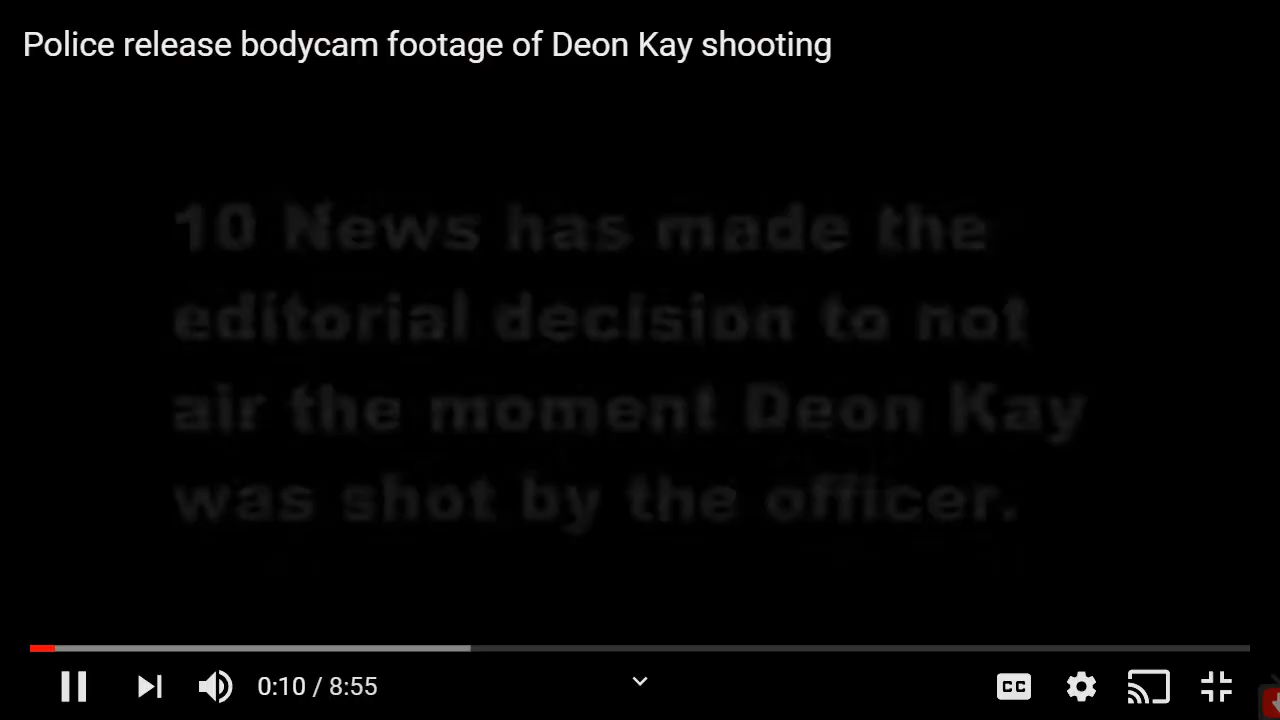 Police release bodycam footage of Deon Kay shooting
10 News has made the
editorial decision to not
air the moment Deon Kay
was shot by the officer.
0:10 / 8:55
CC